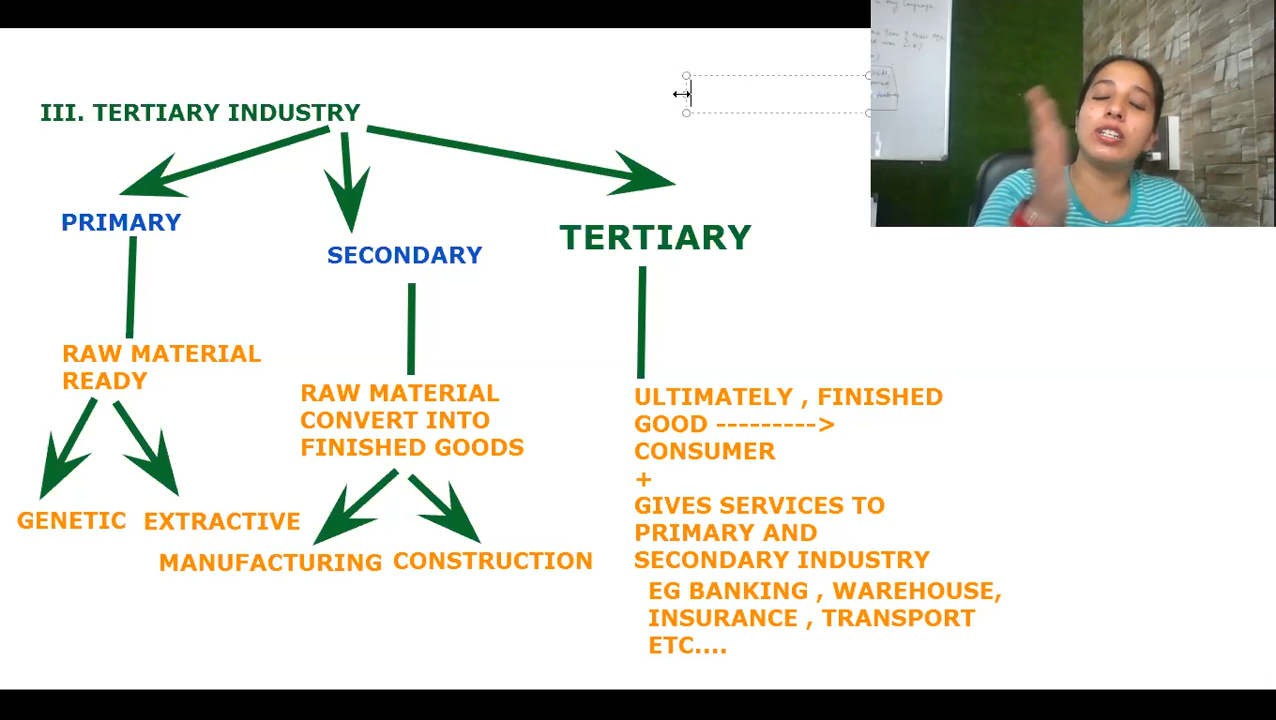 III. TERTIARY INDUSTRY
PRIMARY
SECONDARY
TERTIARY
RAW MATERIAL
READY
RAW MATERIAL
CONVERT INTO
FINISHED GOODS
ULTIMATELY , FINISHED
GOOD --------->
CONSUMER
+
GIVES SERVICES TO
PRIMARY AND
SECONDARY INDUSTRY
GENETIC
EXTRACTIVE
MANUFACTURING
CONSTRUCTION
EG BANKING , WAREHOUSE,
INSURANCE , TRANSPORT
ETC....